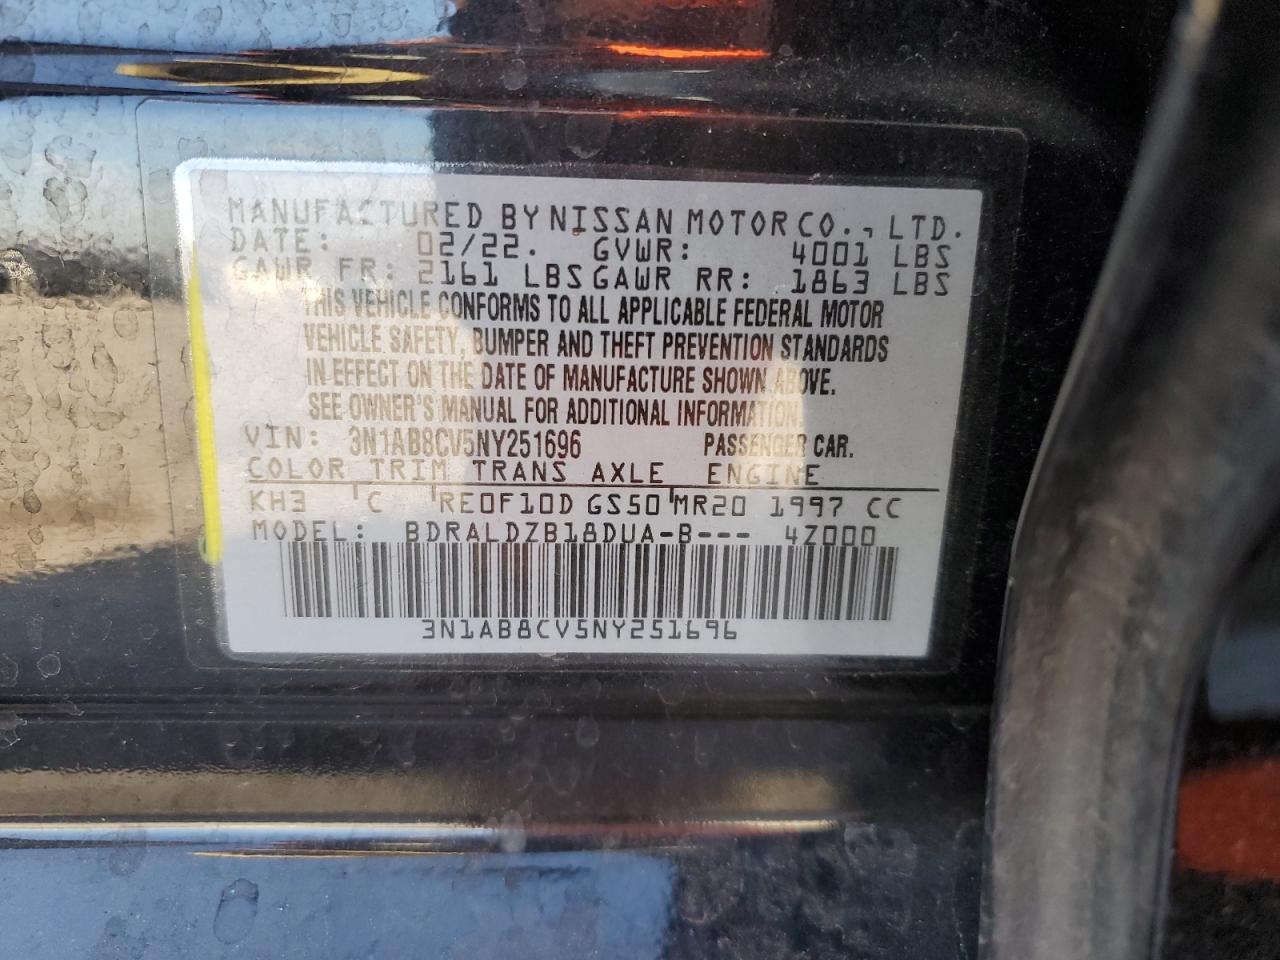 MANUFACTURED BY NISSAN MOTOR CO., LTD.
DATE: 02/22. GVWR: 4001 LBS
GAWR FR: 2161 LBS GAWR RR: 1863 LBS
THIS VEHICLE CONFORMS TO ALL APPLICABLE FEDERAL MOTOR
VEHICLE SAFETY, BUMPER AND THEFT PREVENTION STANDARDS
IN EFFECT ON THE DATE OF MANUFACTURE SHOWN ABOVE.
SEE OWNER'S MANUAL FOR ADDITIONAL INFORMATION.
VIN: 3N1AB8CV5NY251696 PASSENGER CAR.
COLOR TRIM TRANS AXLE ENGINE
KH3 C RE0F10D GS50 MR20 1997 CC
MODEL: BDRALDZB18DUA-B--- 4Z000
3N1AB8CV5NY251696